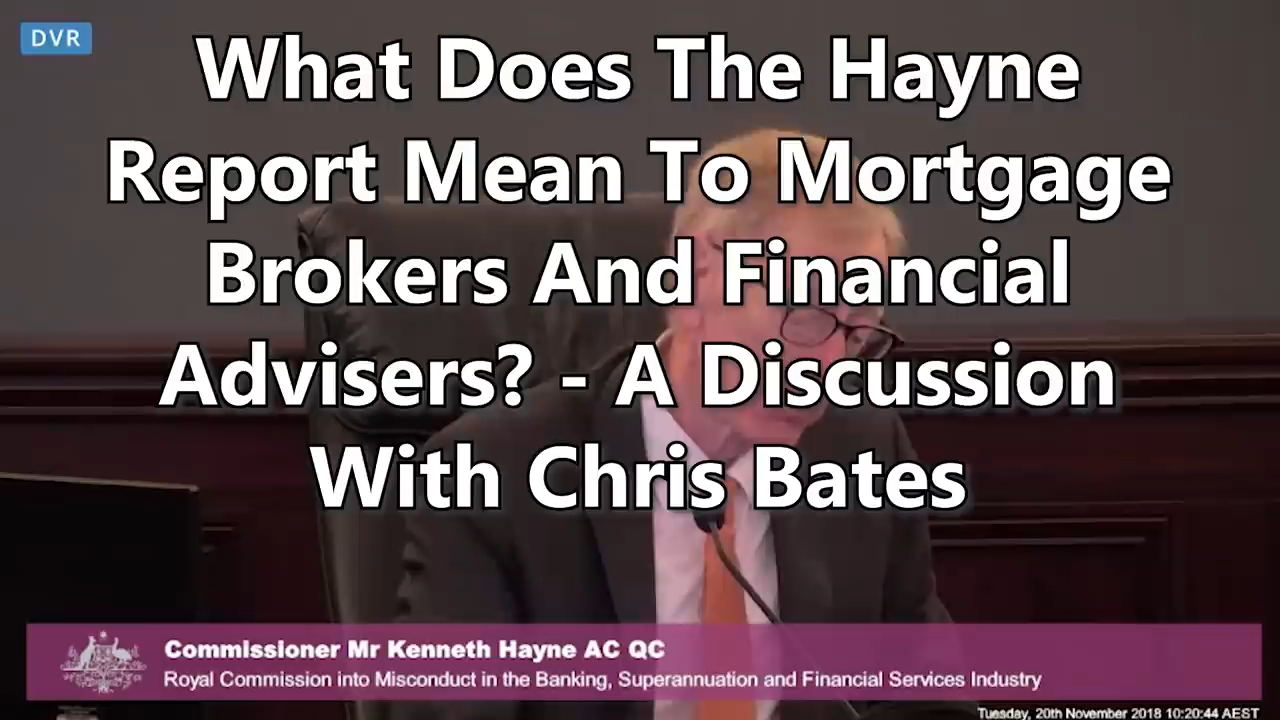 DVR
What Does The Hayne
Report Mean To Mortgage
Brokers And Financial
Advisers? - A Discussion
With Chris Bates
Commissioner Mr Kenneth Hayne AC QC
Royal Commission into Misconduct in the Banking, Superannuation and Financial Services Industry
Tuesday, 20th November 2018 10:20:44 AEST